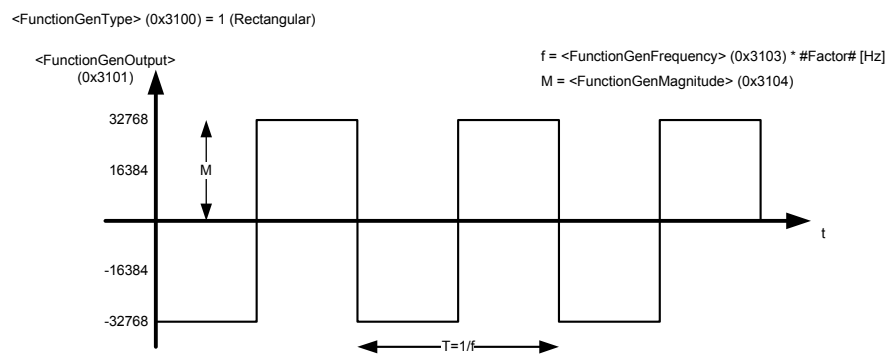 <FunctionGenType> (0x3100) = 1 (Rectangular)
<FunctionGenOutput>
(0x3101)
f = <FunctionGenFrequency> (0x3103) * #Factor# [Hz]
M = <FunctionGenMagnitude> (0x3104)
32768
16384
M
t
-16384
-32768
T=1/f